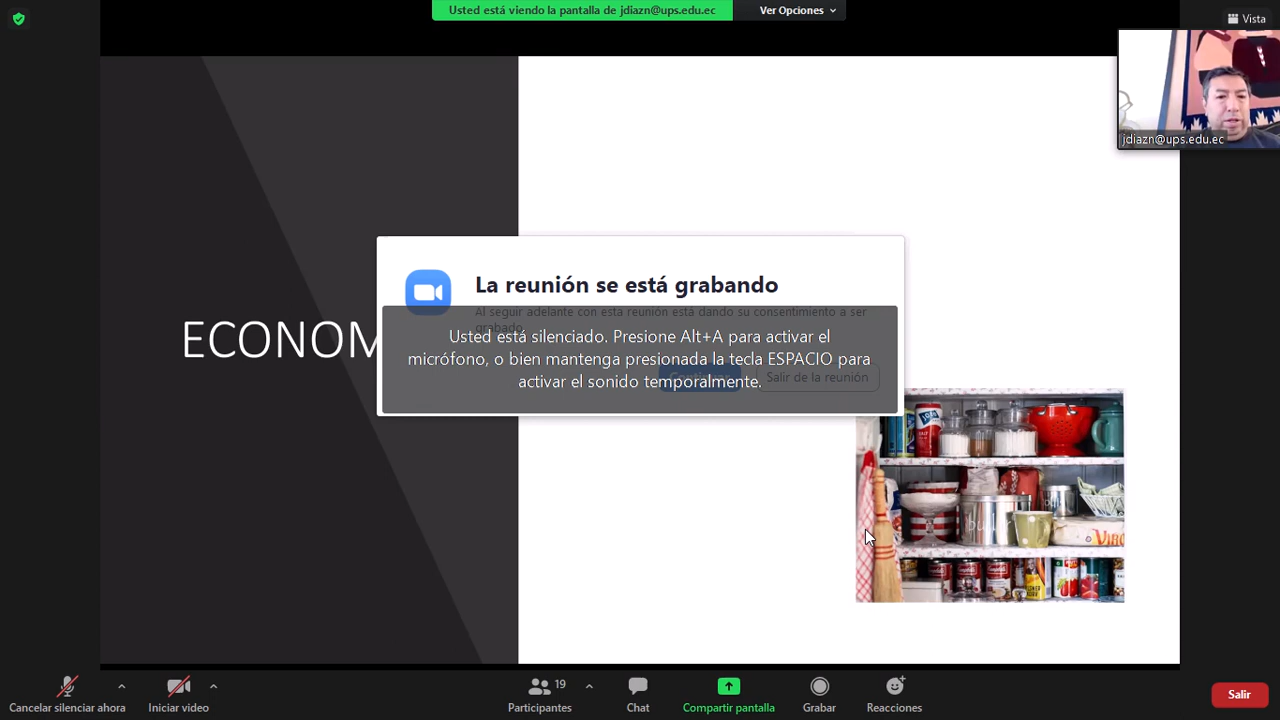 Usted está viendo la pantalla de jdiazn@ups.edu.ec
Ver Opciones
Vista
jdiazn@ups.edu.ec
ECONOM
La reunión se está grabando
Al seguir adelante con esta reunión está dando su consentimiento a ser
grabado.
Usted está silenciado. Presione Alt+A para activar el
micrófono, o bien mantenga presionada la tecla ESPACIO para
activar el sonido temporalmente.
Continuar
Salir de la reunión
Cancelar silenciar ahora
Iniciar video
19
Participantes
Chat
Compartir pantalla
Grabar
Reacciones
Salir